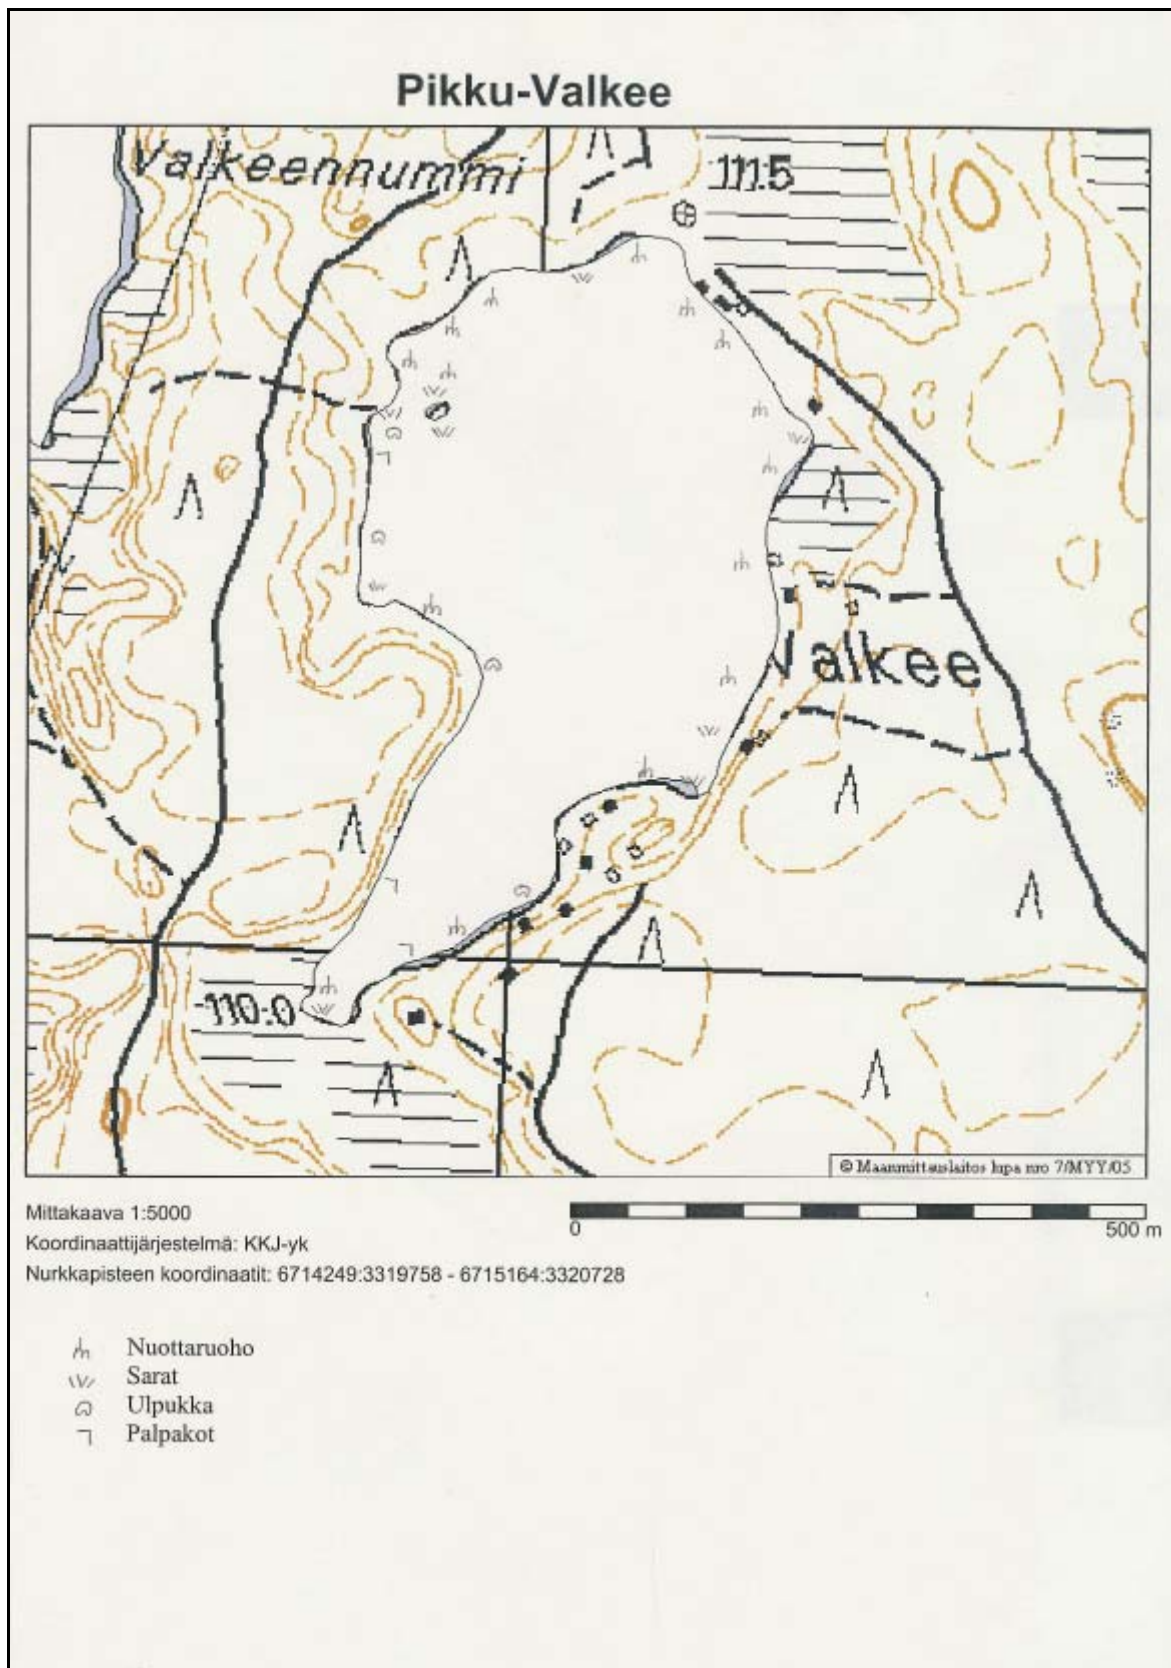 Pikku-Valkee
Valkeennummi
111.5
Valkee
110.0
© Maanmittauslaitos lupa nro 7/MYY/05
Mittakaava 1:5000
0
500 m
Koordinaattijärjestelmä: KKJ-yk
Nurkkapisteen koordinaatit: 6714249:3319758 - 6715164:3320728
Nuottaruoho
Sarat
Ulpukka
Palpakot